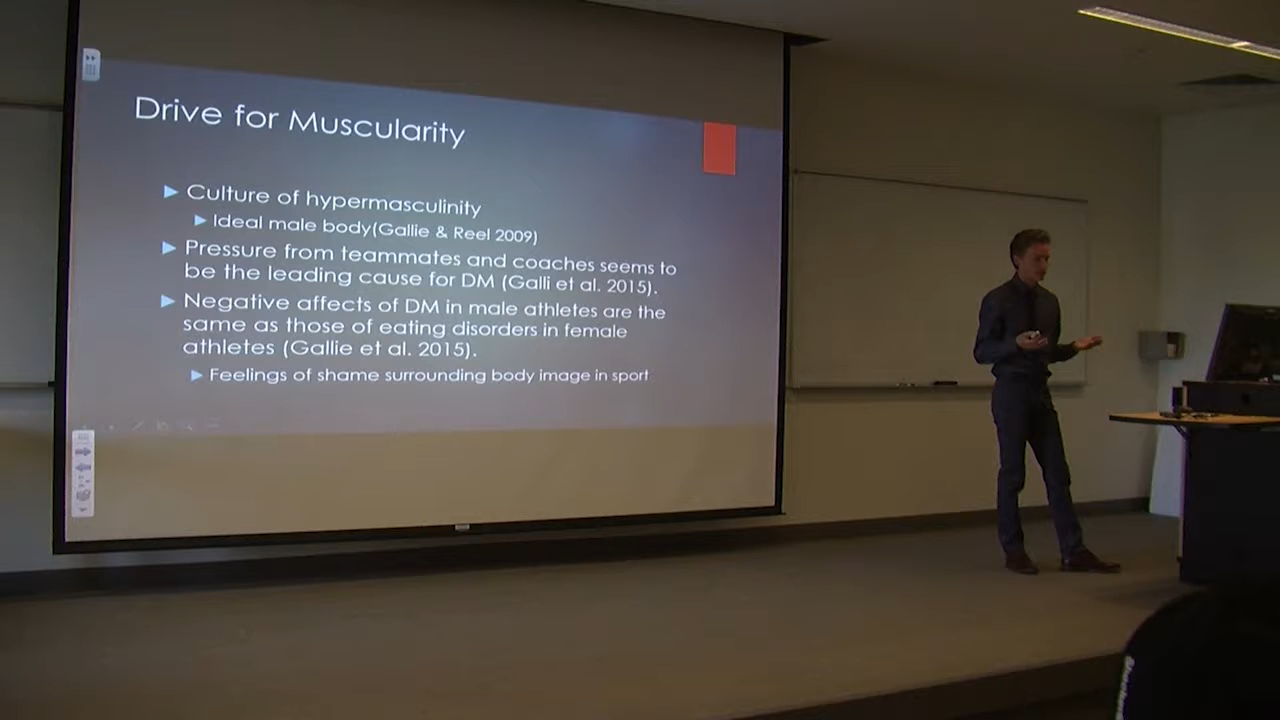 Drive for Muscularity
Culture of hypermasculinity
Ideal male body(Gallie & Reel 2009)
Pressure from teammates and coaches seems to
be the leading cause for DM (Galli et al. 2015).
Negative affects of DM in male athletes are the
same as those of eating disorders in female
athletes (Gallie et al. 2015).
Feelings of shame surrounding body image in sport